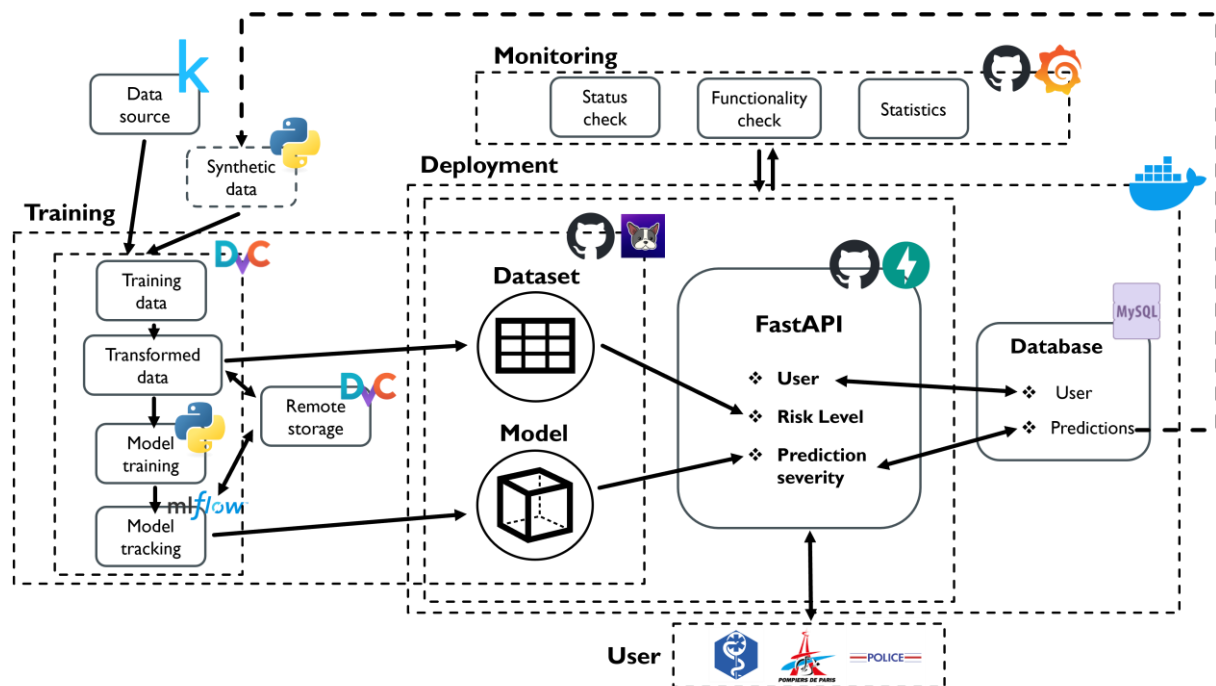 Monitoring
k
Data
source
Status
check
Functionality
check
Statistics
Synthetic
data
Deployment
Training
DVC
Training
data
Dataset
FastAPI
MySQL
Database
Transformed
data
User
User
DVC
Remote
storage
Risk Level
Predictions
Model
Model
training
Prediction
severity
mlflow
Model
tracking
User
POMPIERS DE PARIS
POLICE